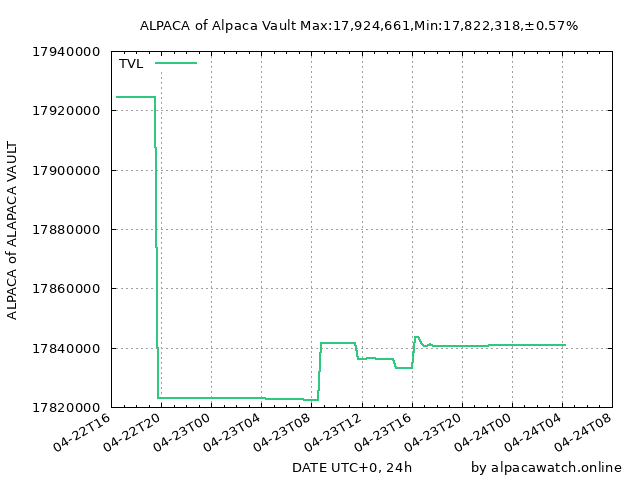 ALPACA of Alpaca Vault Max:17,924,661,Min:17,822,318,±0.57%
TVL
17940000
17920000
17900000
17880000
17860000
17840000
17820000
ALPACA of ALAPACA VAULT
04-22T16
04-22T20
04-23T00
04-23T04
04-23T08
04-23T12
04-23T16
04-23T20
04-24T00
04-24T04
04-24T08
DATE UTC+0, 24h
by alpacawatch.online